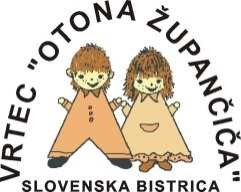 VRTEC "OTONA ŽUPANČIČA"
SLOVENSKA BISTRICA